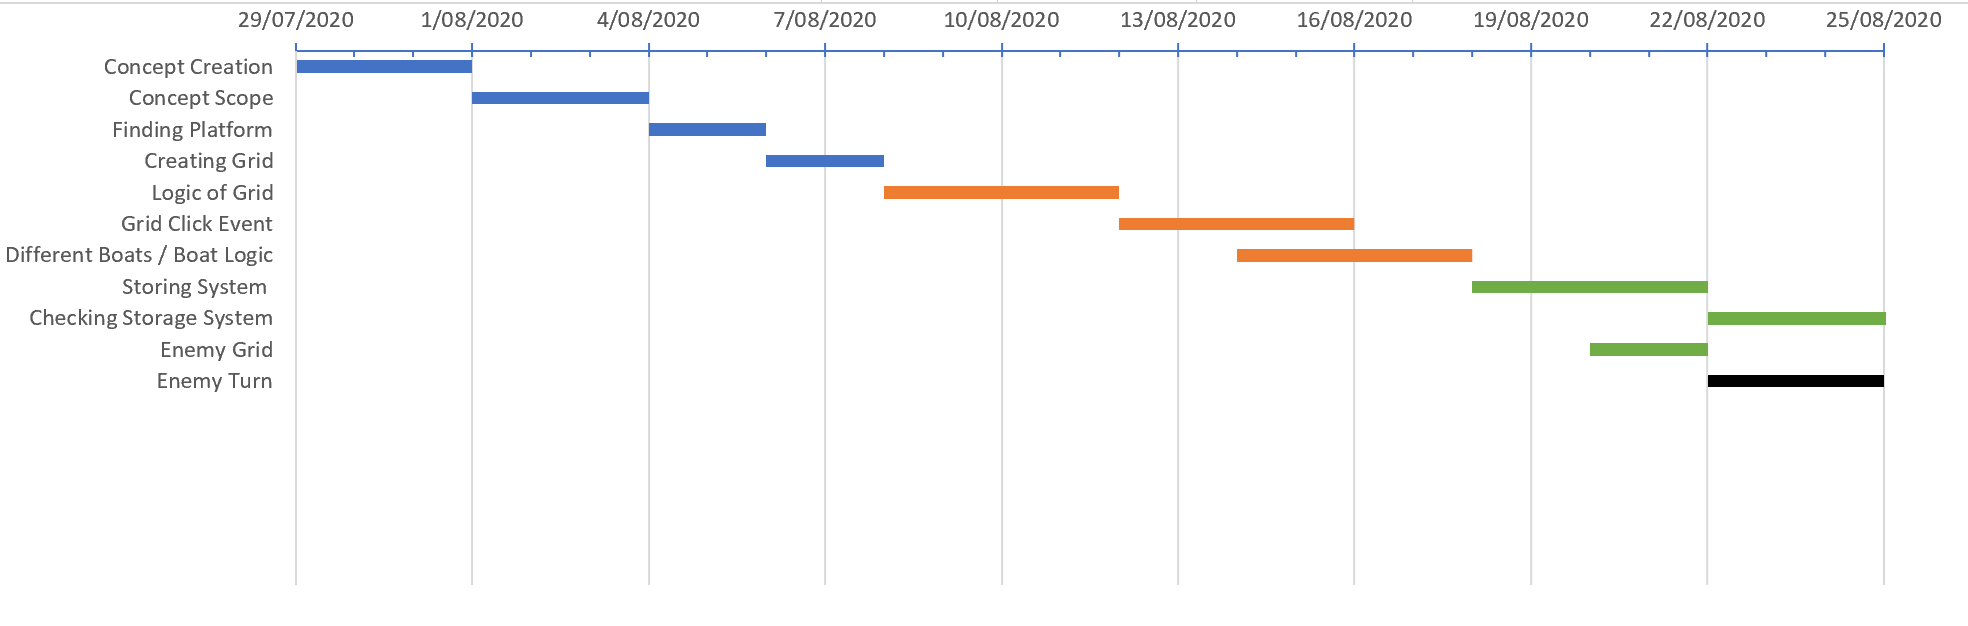 29/07/2020 1/08/2020 4/08/2020 7/08/2020 10/08/2020 13/08/2020 16/08/2020 19/08/2020 22/08/2020 25/08/2020
Concept Creation
Concept Scope
Finding Platform
Creating Grid
Logic of Grid
Grid Click Event
Different Boats / Boat Logic
Storing System
Checking Storage System
Enemy Grid
Enemy Turn